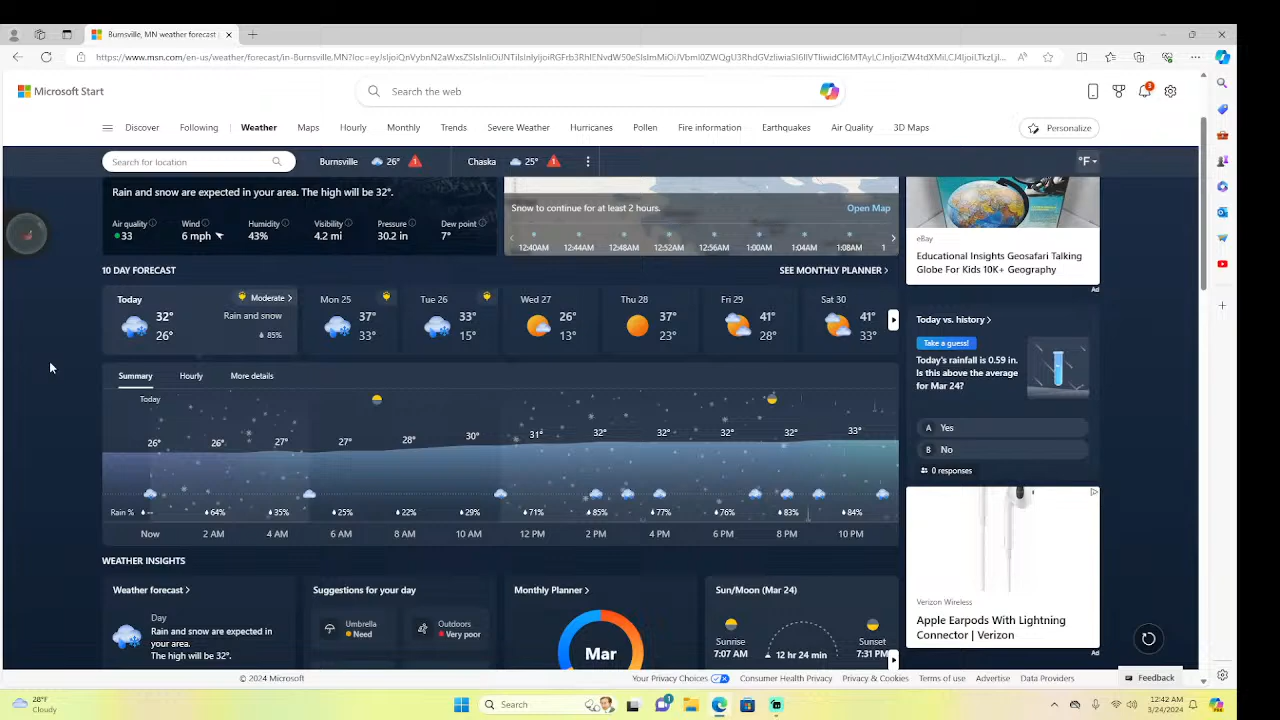 Burnsville, MN weather forecast
Microsoft Start
Search the web
3
Discover Following Weather Maps Hourly Monthly Trends Severe Weather Hurricanes Pollen Fire information Earthquakes Air Quality 3D Maps Personalize
Search for location Burnsville 26° Chaska 25° °F
Rain and snow are expected in your area. The high will be 32°.
Air quality Wind Humidity Visibility Pressure Dew point
33 6 mph 43% 4.2 mi 30.2 in 7°
Snow to continue for at least 2 hours. Open Map
12:40AM 12:44AM 12:48AM 12:52AM 12:56AM 1:00AM 1:04AM 1:08AM 1
eBay
Educational Insights Geosafari Talking
Globe For Kids 10K+ Geography
Ad
10 DAY FORECAST SEE MONTHLY PLANNER
Today Moderate
32° Rain and snow
26° 85%
Mon 25
37°
33°
Tue 26
33°
15°
Wed 27
26°
13°
Thu 28
37°
23°
Fri 29
41°
28°
Sat 30
41°
33°
Today vs. history
Take a guess!
Today's rainfall is 0.59 in.
Is this above the average
for Mar 24?
A Yes
B No
0 responses
Summary Hourly More details
Today
26° 26° 27° 27° 28° 30° 31° 32° 32° 32° 32° 33°
Rain % -- 64% 35% 25% 22% 29% 71% 85% 77% 76% 83% 84%
Now 2 AM 4 AM 6 AM 8 AM 10 AM 12 PM 2 PM 4 PM 6 PM 8 PM 10 PM
Verizon Wireless
Apple Earpods With Lightning
Connector | Verizon
Ad
WEATHER INSIGHTS
Weather forecast
Day
Rain and snow are expected in
your area.
The high will be 32°.
Suggestions for your day
Umbrella
Need
Outdoors
Very poor
Monthly Planner
Mar
Sun/Moon (Mar 24)
Sunrise
7:07 AM
12 hr 24 min
Sunset
7:31 PM
© 2024 Microsoft Your Privacy Choices Consumer Health Privacy Privacy & Cookies Terms of use Advertise Data Providers Feedback
28°F
Cloudy
Search
1
12:42 AM
3/24/2024